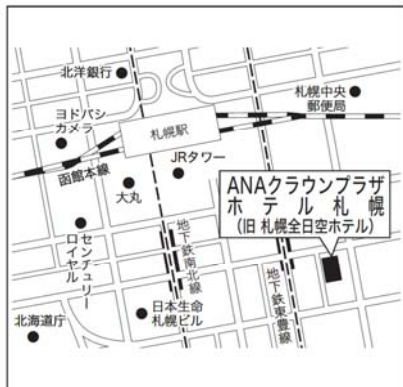 北洋銀行
札幌中央
郵便局
ヨドバシ
カメラ
札幌駅
函館本線
JRタワー
大丸
ANAクラウンプラザ
ホテル札幌
(旧 札幌全日空ホテル)
センチュリー
ロイヤル
地下鉄南北線
地下鉄東豊線
日本生命
札幌ビル
北海道庁